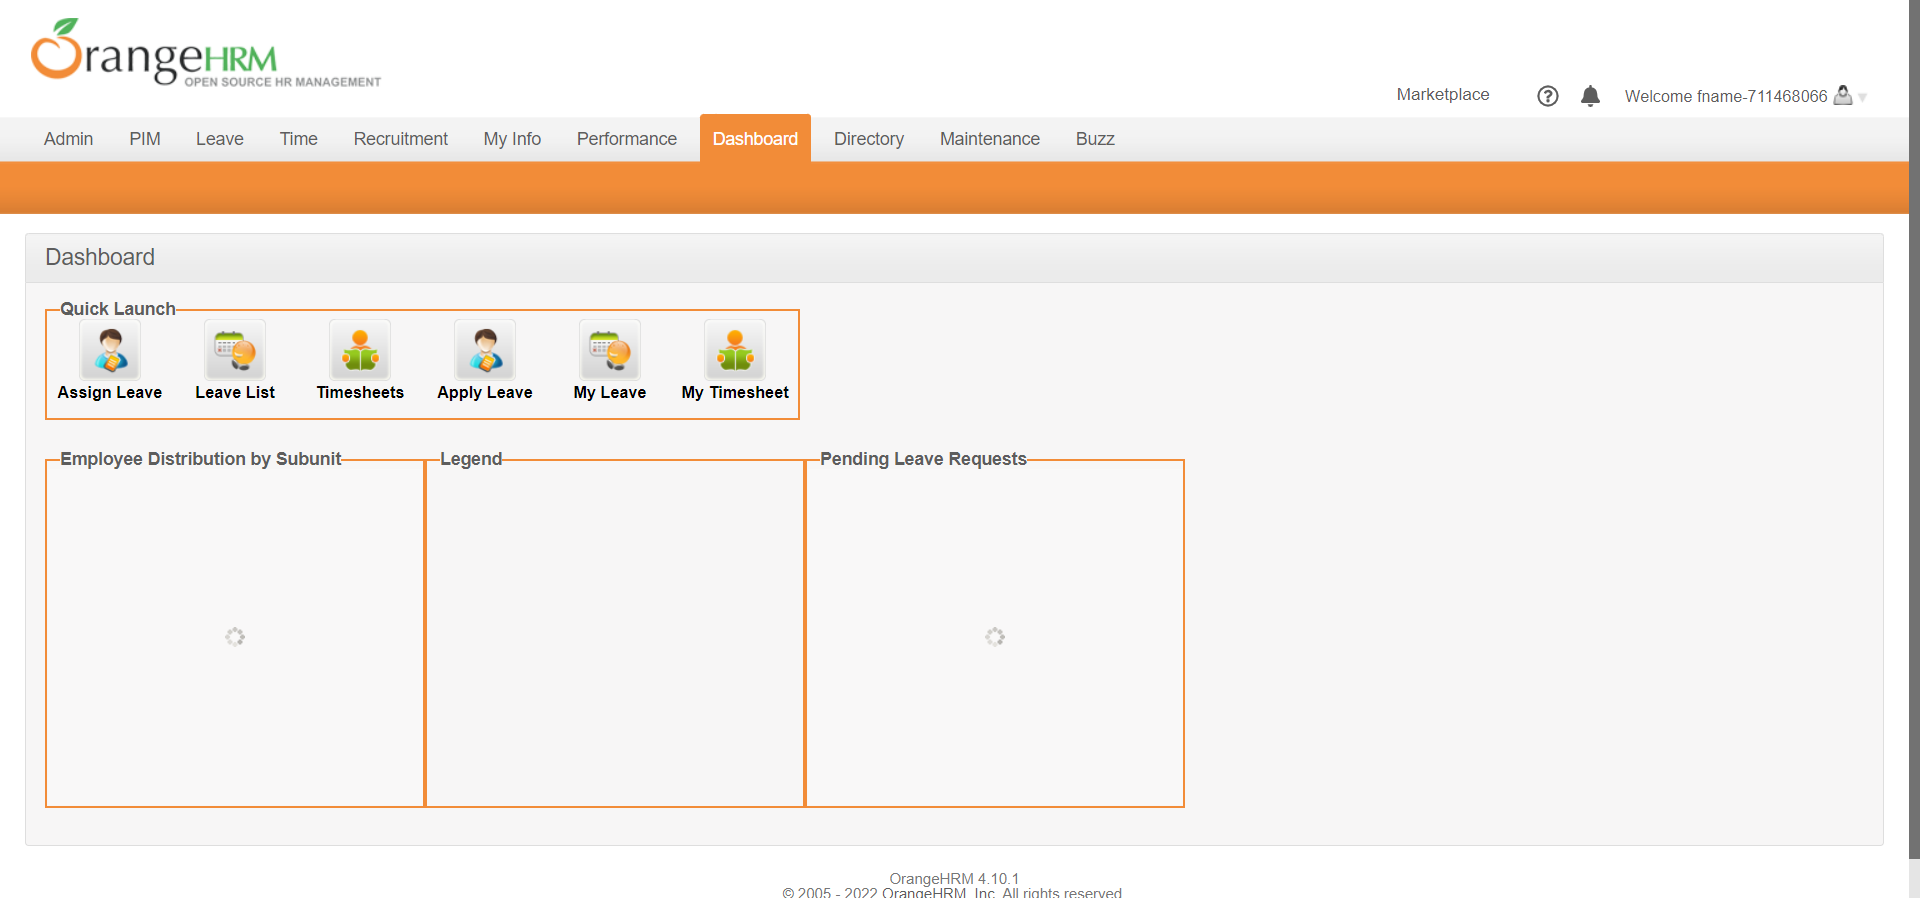 OrangeHRM
OPEN SOURCE HR MANAGEMENT
Marketplace
Welcome fname-711468066
Admin PIM Leave Time Recruitment My Info Performance Dashboard Directory Maintenance Buzz
Dashboard
Quick Launch
Assign Leave Leave List Timesheets Apply Leave My Leave My Timesheet
Employee Distribution by Subunit Legend Pending Leave Requests
OrangeHRM 4.10.1
© 2005 - 2022 OrangeHRM, Inc. All rights reserved